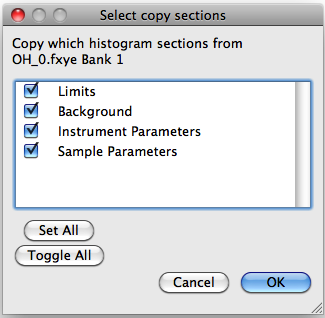 Select copy sections
Copy which histogram sections from
OH_0.fxye Bank 1
Limits
Background
Instrument Parameters
Sample Parameters
Set All
Toggle All
Cancel
OK